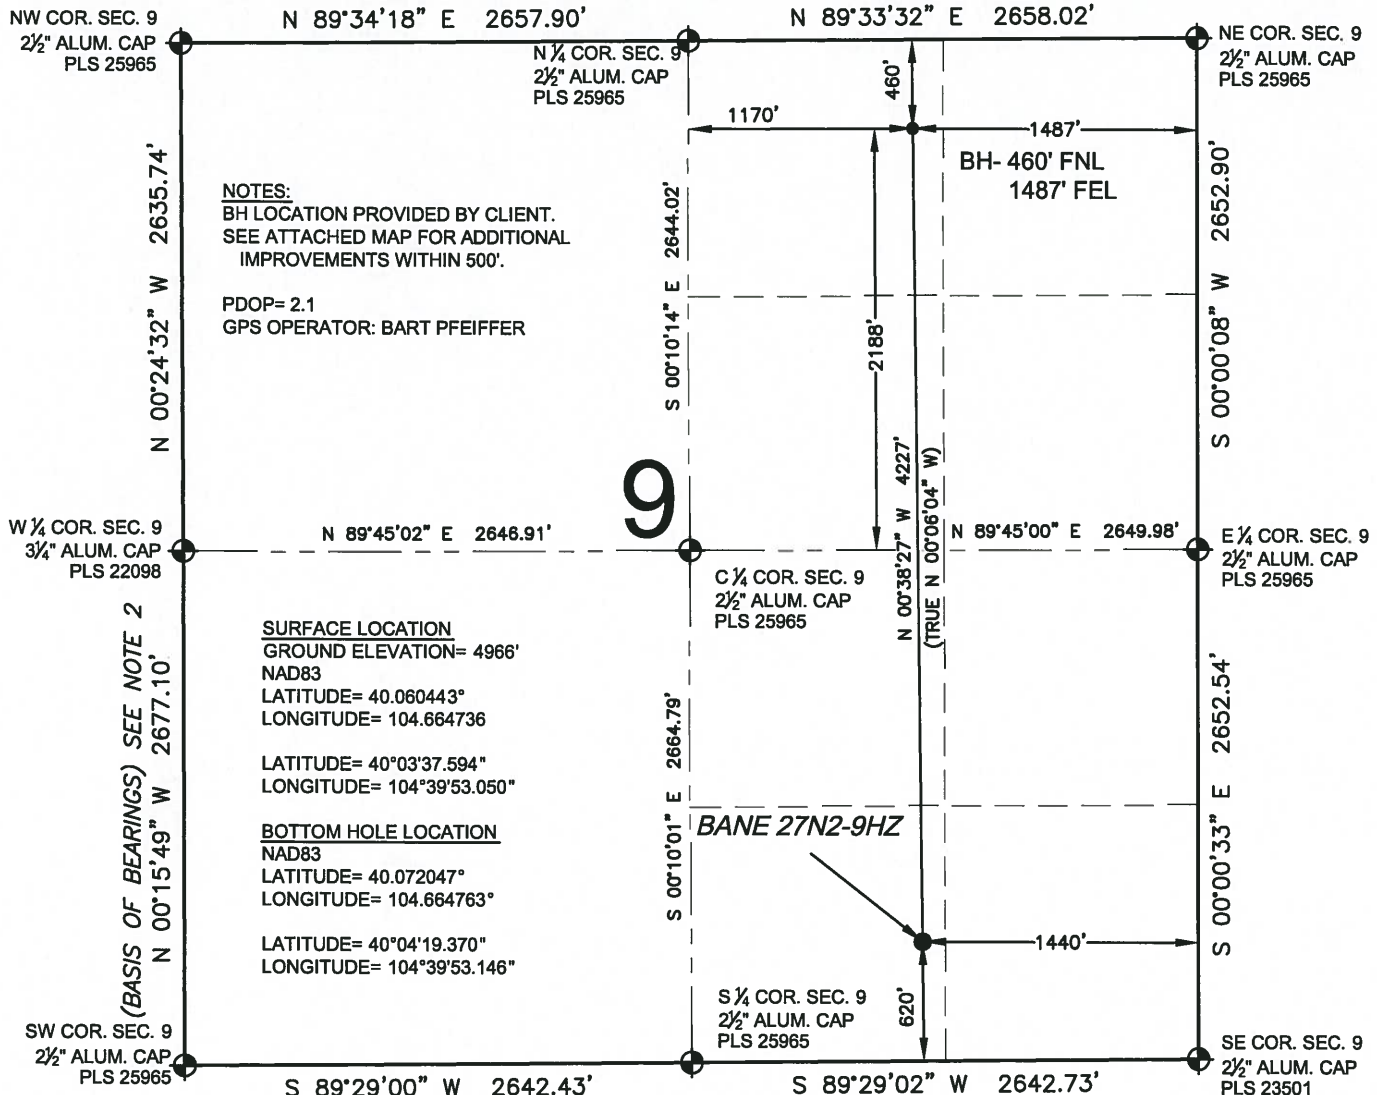 N 89°34'18" E 2657.90'
N 89°33'32" E 2658.02'
NW COR. SEC. 9
2½" ALUM. CAP
PLS 25965
N ¼ COR. SEC. 9
2½" ALUM. CAP
PLS 25965
NE COR. SEC. 9
2½" ALUM. CAP
PLS 25965
460'
1170'
1487'
BH- 460' FNL
1487' FEL
N 00°24'32" W 2635.74'
NOTES:
BH LOCATION PROVIDED BY CLIENT.
SEE ATTACHED MAP FOR ADDITIONAL
IMPROVEMENTS WITHIN 500'.
PDOP= 2.1
GPS OPERATOR: BART PFEIFFER
S 00°10'14" E 2644.02'
2188'
S 00°00'08" W 2652.90'
9
N 00°38'27" W 4227'
(TRUE N 00°06'04" W)
W ¼ COR. SEC. 9
3¼" ALUM. CAP
PLS 22098
N 89°45'02" E 2646.91'
N 89°45'00" E 2649.98'
C ¼ COR. SEC. 9
2½" ALUM. CAP
PLS 25965
E ¼ COR. SEC. 9
2½" ALUM. CAP
PLS 25965
(BASIS OF BEARINGS) SEE NOTE 2
N 00°15'49" W 2677.10'
SURFACE LOCATION
GROUND ELEVATION= 4966'
NAD83
LATITUDE= 40.060443°
LONGITUDE= 104.664736
LATITUDE= 40°03'37.594"
LONGITUDE= 104°39'53.050"
BOTTOM HOLE LOCATION
NAD83
LATITUDE= 40.072047°
LONGITUDE= 104.664763°
LATITUDE= 40°04'19.370"
LONGITUDE= 104°39'53.146"
S 00°10'01" E 2664.79'
BANE 27N2-9HZ
S 00°00'33" E 2652.54'
1440'
620'
SW COR. SEC. 9
2½" ALUM. CAP
PLS 25965
S ¼ COR. SEC. 9
2½" ALUM. CAP
PLS 25965
SE COR. SEC. 9
2½" ALUM. CAP
PLS 23501
S 89°29'00" W 2642.43'
S 89°29'02" W 2642.73'